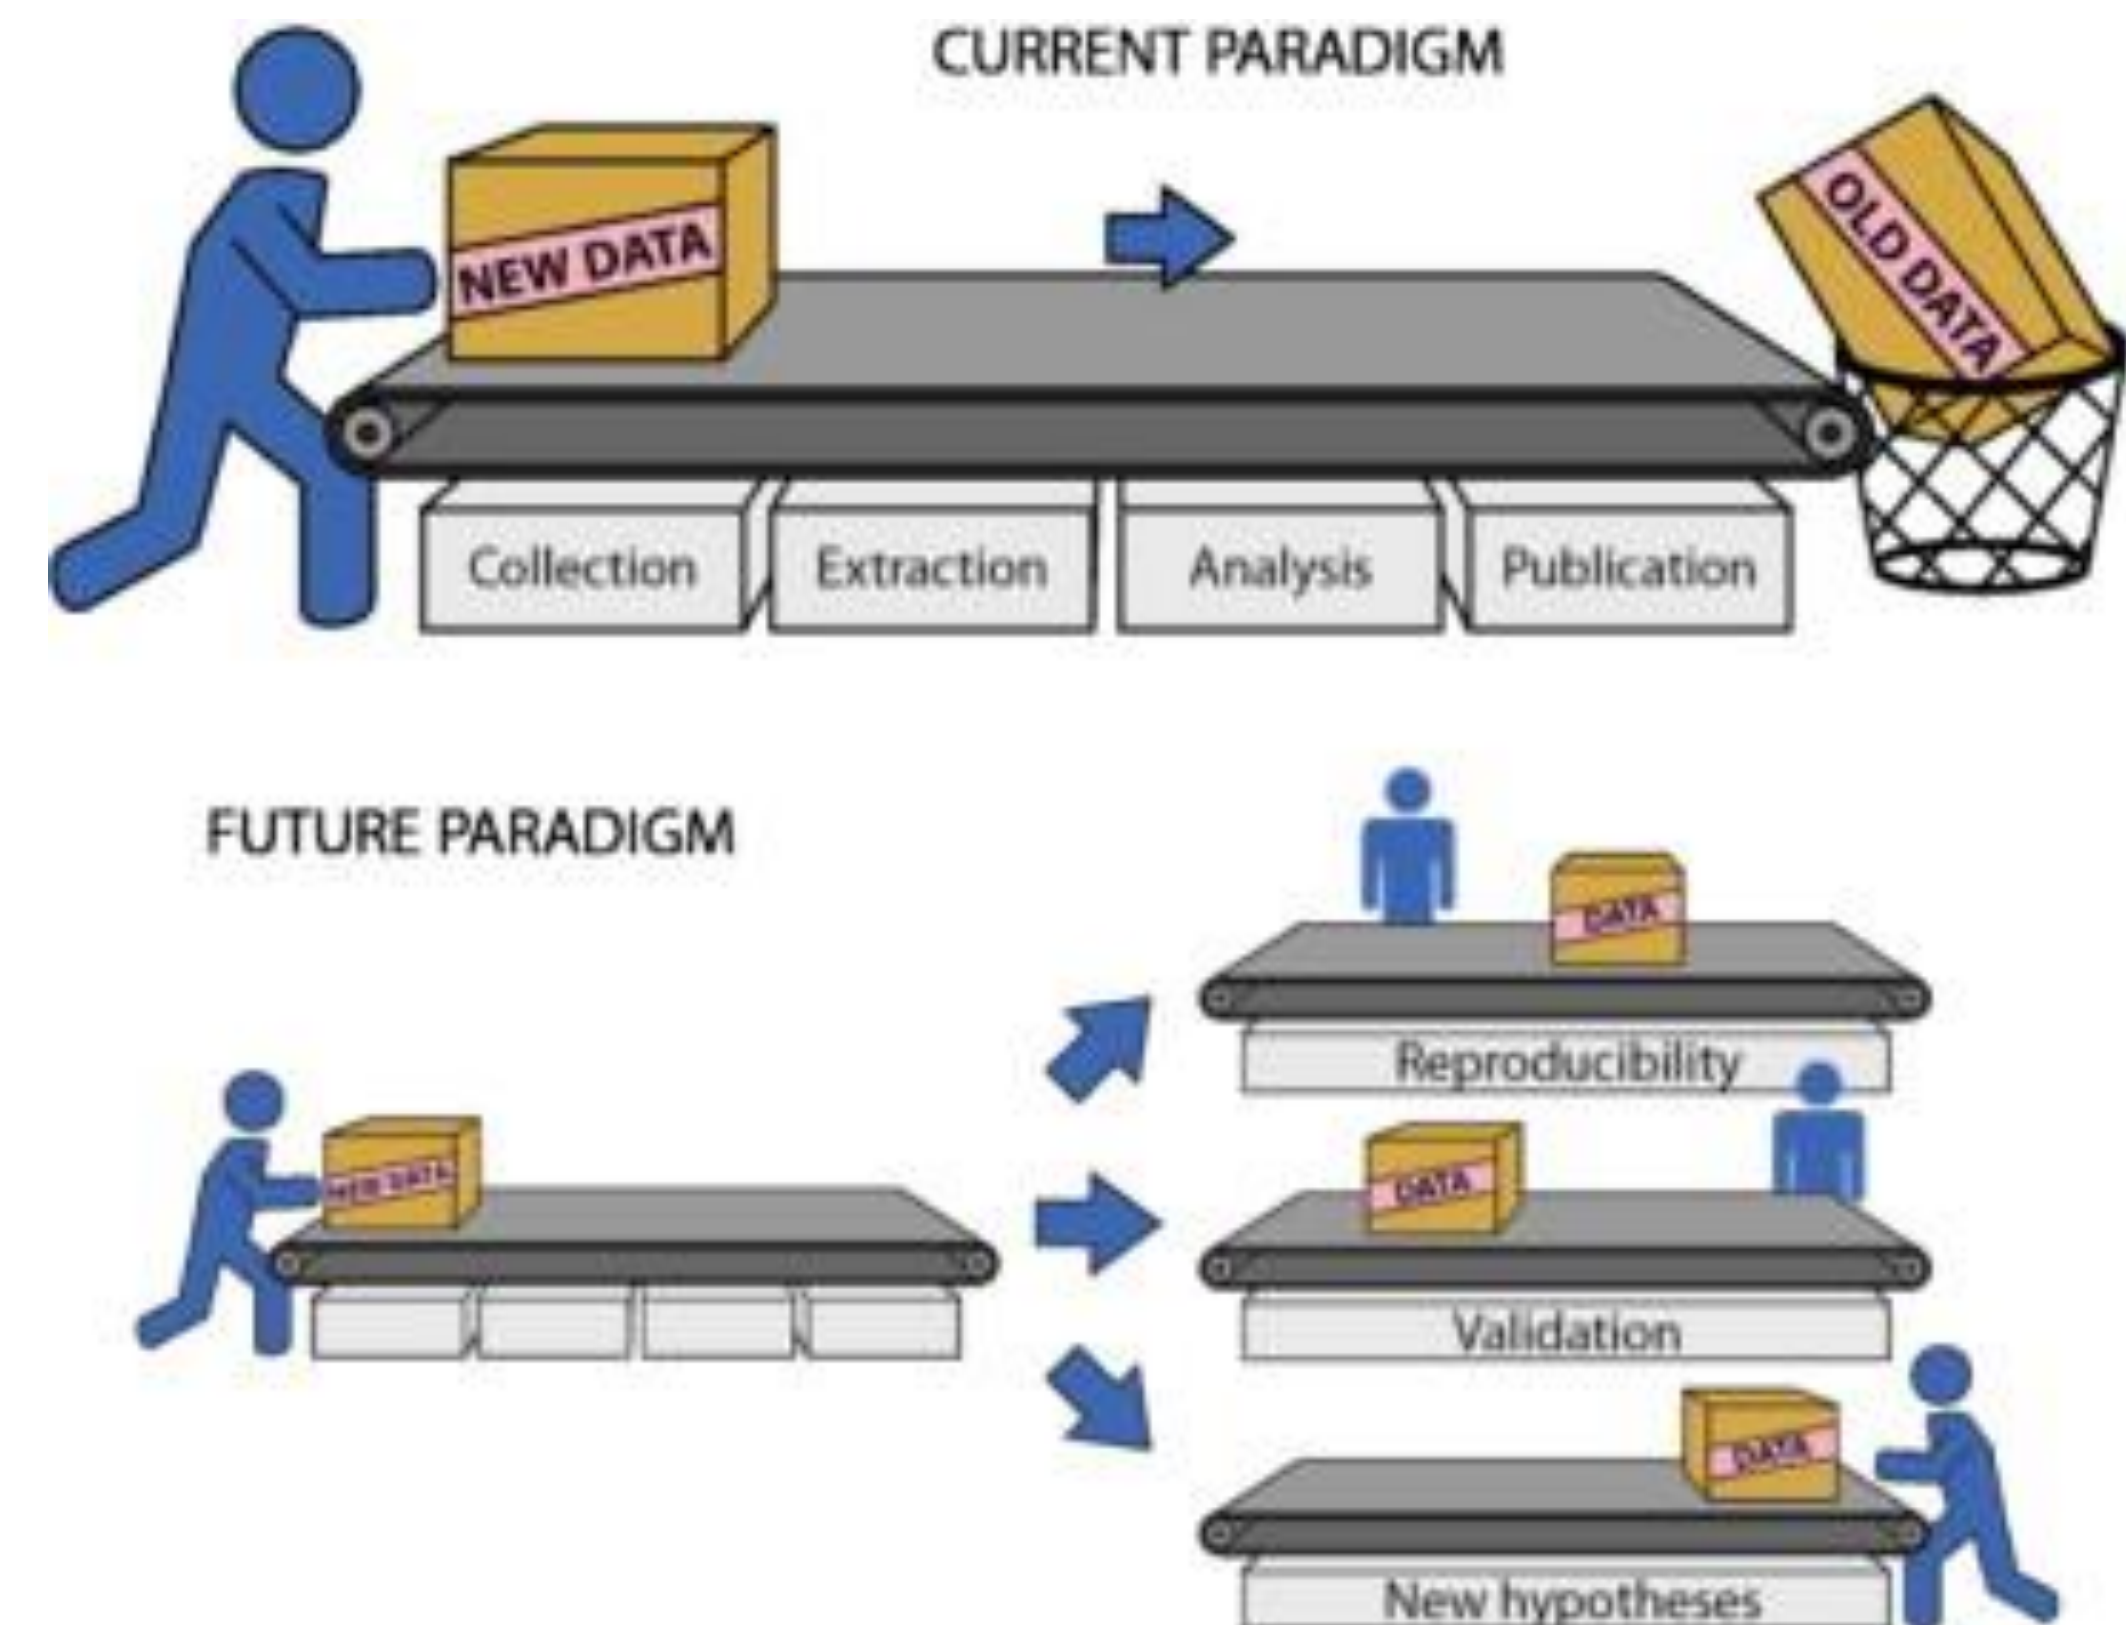 CURRENT PARADIGM
NEW DATA
OLD DATA
Collection
Extraction
Analysis
Publication
FUTURE PARADIGM
DATA
Reproducibility
NEW DATA
DATA
Validation
DATA
New hypotheses